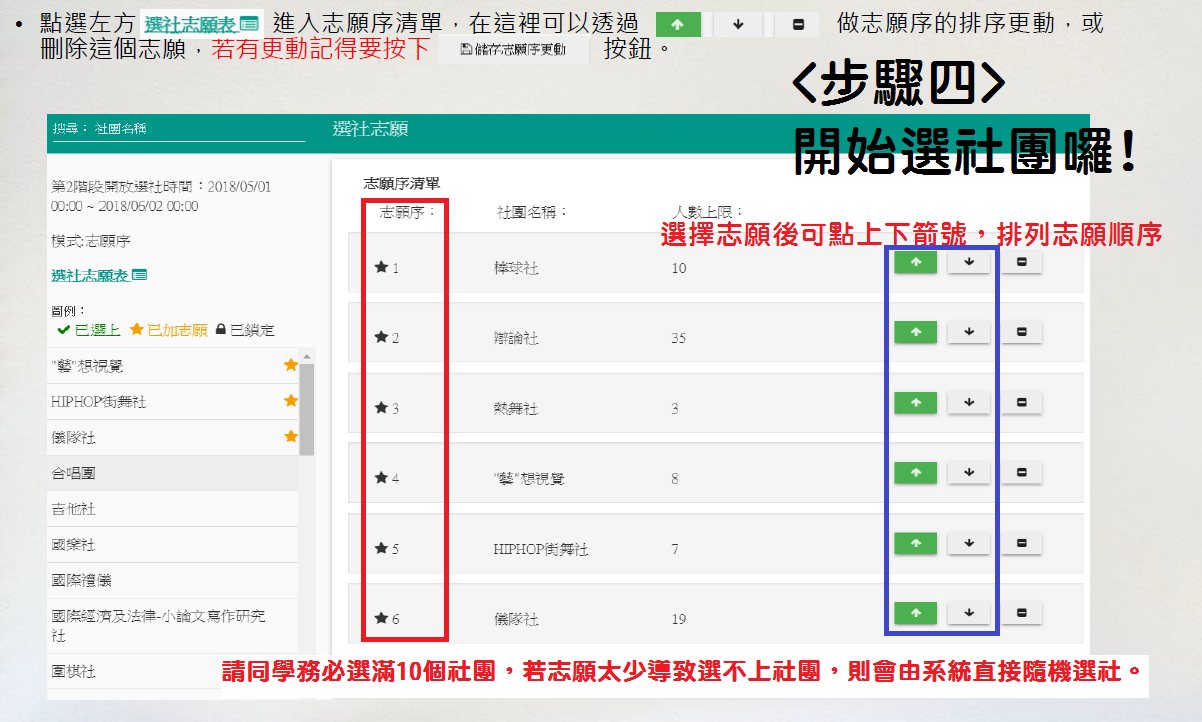 • 點選左方 選社志願表 進入志願序清單，在這裡可以透過 做志願序的排序更動，或
刪除這個志願，若有更動記得要按下 儲存志願序更動 按鈕。
<步驟四>
開始選社團囉!
搜尋： 社團名稱
選社志願
第2階段開放選社時間：2018/05/01
00:00 ~ 2018/06/02 00:00
模式:志願序
選社志願表
圖例：
已選上 已加志願 已鎖定
"藝"想視覺
HIPHOP街舞社
儀隊社
合唱團
吉他社
國樂社
國際禮儀
國際經濟及法律-小論文寫作研究
社
圍棋社
志願序清單
志願序： 社團名稱： 人數上限：
選擇志願後可點上下箭號，排列志願順序
1 棒球社 10
2 辯論社 35
3 熱舞社 3
4 "藝"想視覺 8
5 HIPHOP街舞社 7
6 儀隊社 19
請同學務必選滿10個社團，若志願太少導致選不上社團，則會由系統直接隨機選社。